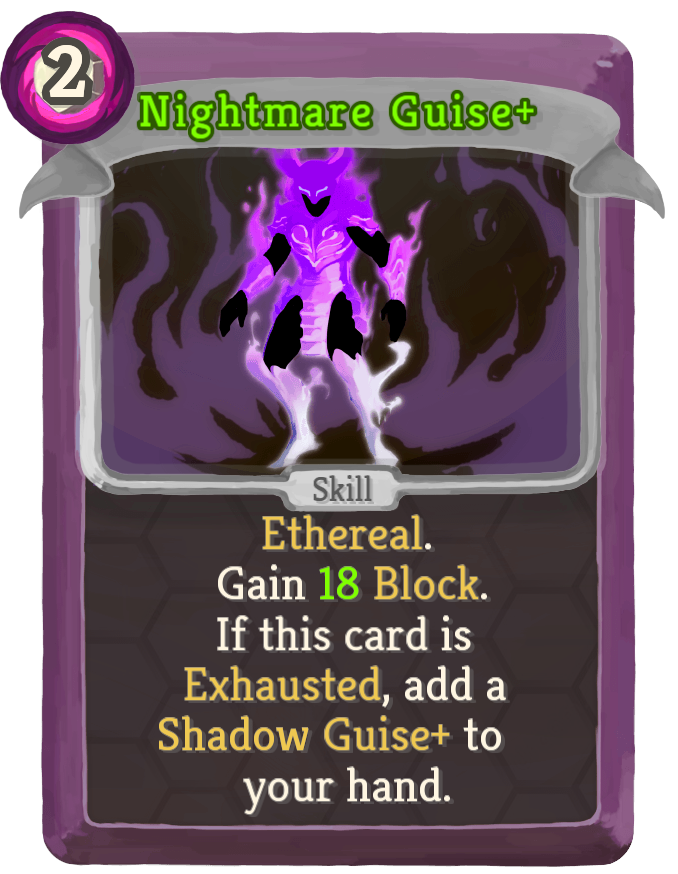 2
Nightmare Guise+
Skill
Ethereal.
Gain 18 Block.
If this card is
Exhausted, add a
Shadow Guise+ to
your hand.